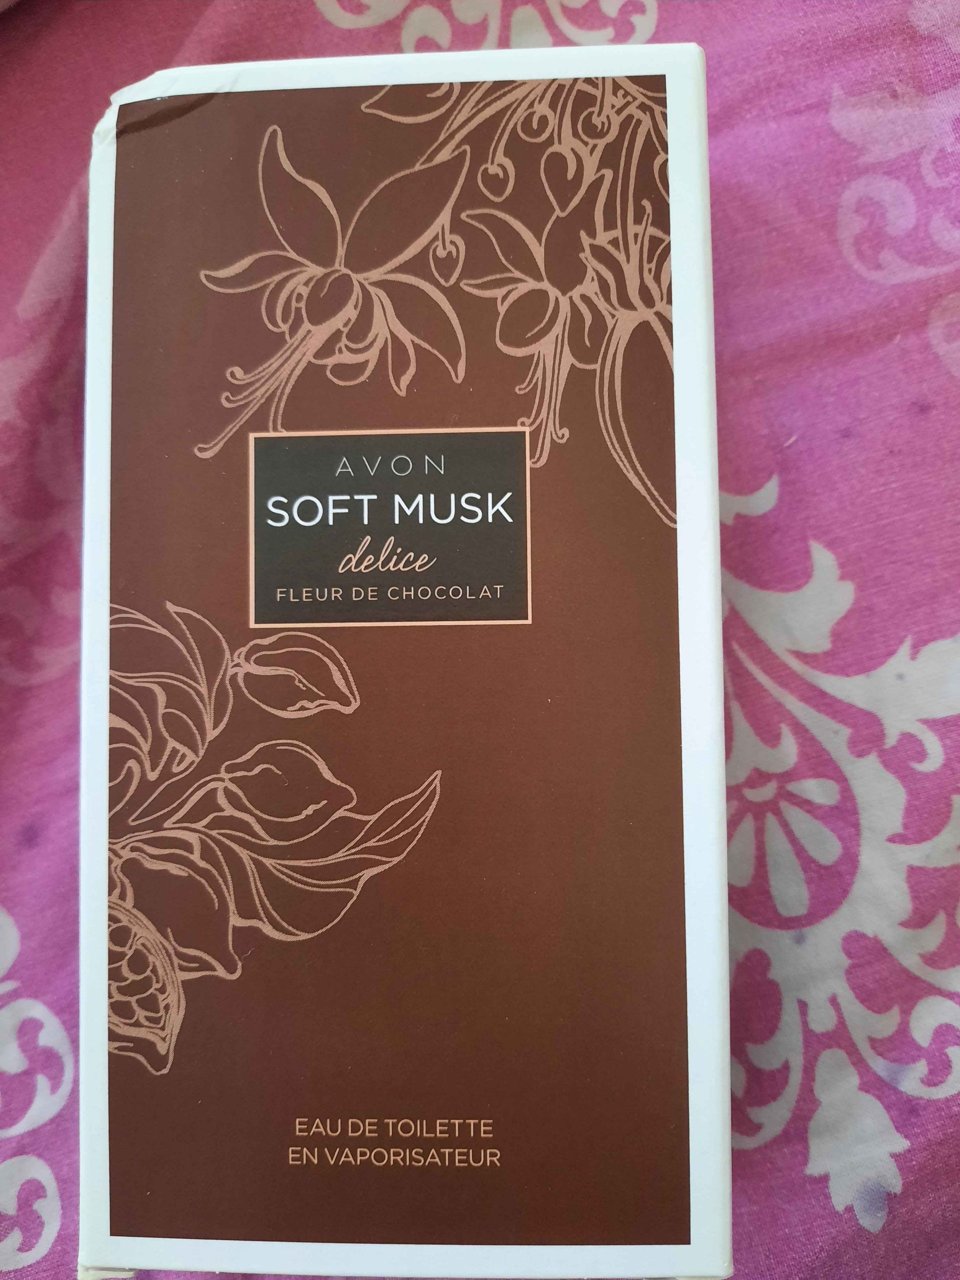 AVON
SOFT MUSK
delice
FLEUR DE CHOCOLAT
EAU DE TOILETTE
EN VAPORISATEUR